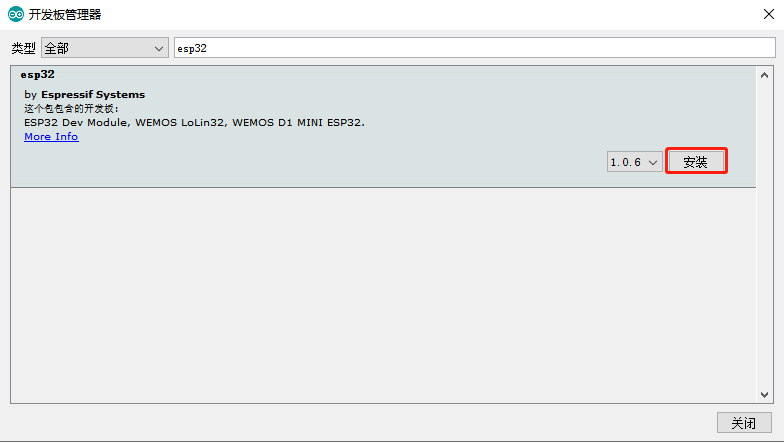 开发板管理器
类型 全部 esp32
esp32
by Espressif Systems
这个包包含的开发板：
ESP32 Dev Module, WEMOS LoLin32, WEMOS D1 MINI ESP32.
More Info
1.0.6 安装
关闭